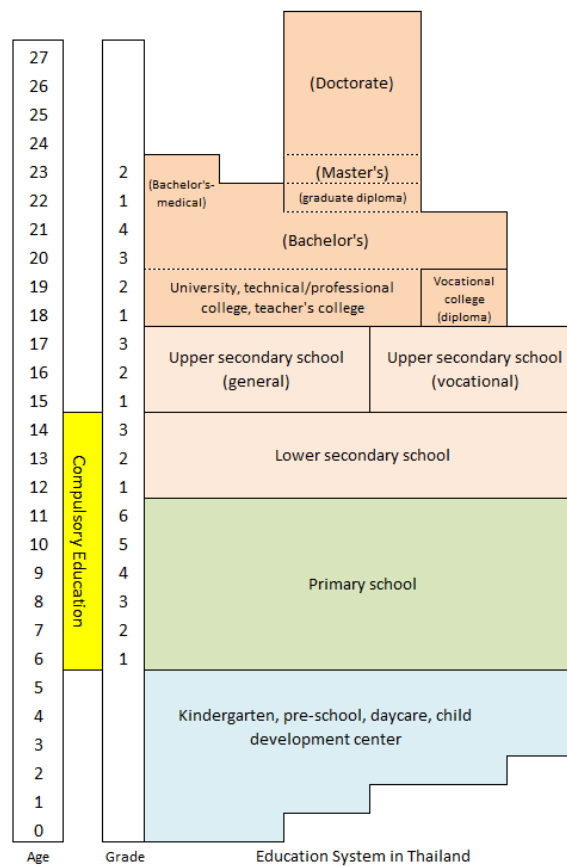 27
26
(Doctorate)
25
24
23
2
(Master's)
(Bachelor's-
medical)
22
1
(graduate diploma)
21
4
(Bachelor's)
20
3
19
2
University, technical/professional
college, teacher's college
Vocational
college
(diploma)
18
1
17
3
Upper secondary school
(general)
Upper secondary school
(vocational)
16
2
15
1
14
3
Compulsory Education
13
2
Lower secondary school
12
1
11
6
10
5
9
4
Primary school
8
3
7
2
6
1
5
4
Kindergarten, pre-school, daycare, child
development center
3
2
1
0
Age
Grade
Education System in Thailand